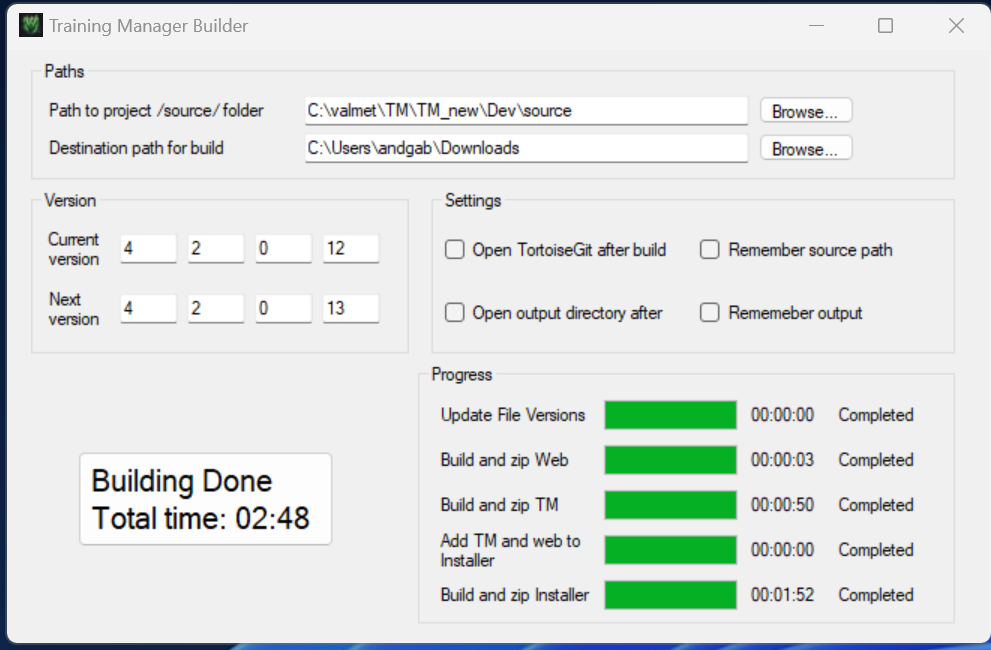 Training Manager Builder
Paths
Path to project /source/ folder C:\valmet\TM\TM_new\Dev\source Browse...
Destination path for build C:\Users\andgab\Downloads Browse...
Version
Current version 4 2 0 12
Next version 4 2 0 13
Settings
Open TortoiseGit after build Remember source path
Open output directory after Rememeber output
Building Done
Total time: 02:48
Progress
Update File Versions 00:00:00 Completed
Build and zip Web 00:00:03 Completed
Build and zip TM 00:00:50 Completed
Add TM and web to
Installer 00:00:00 Completed
Build and zip Installer 00:01:52 Completed